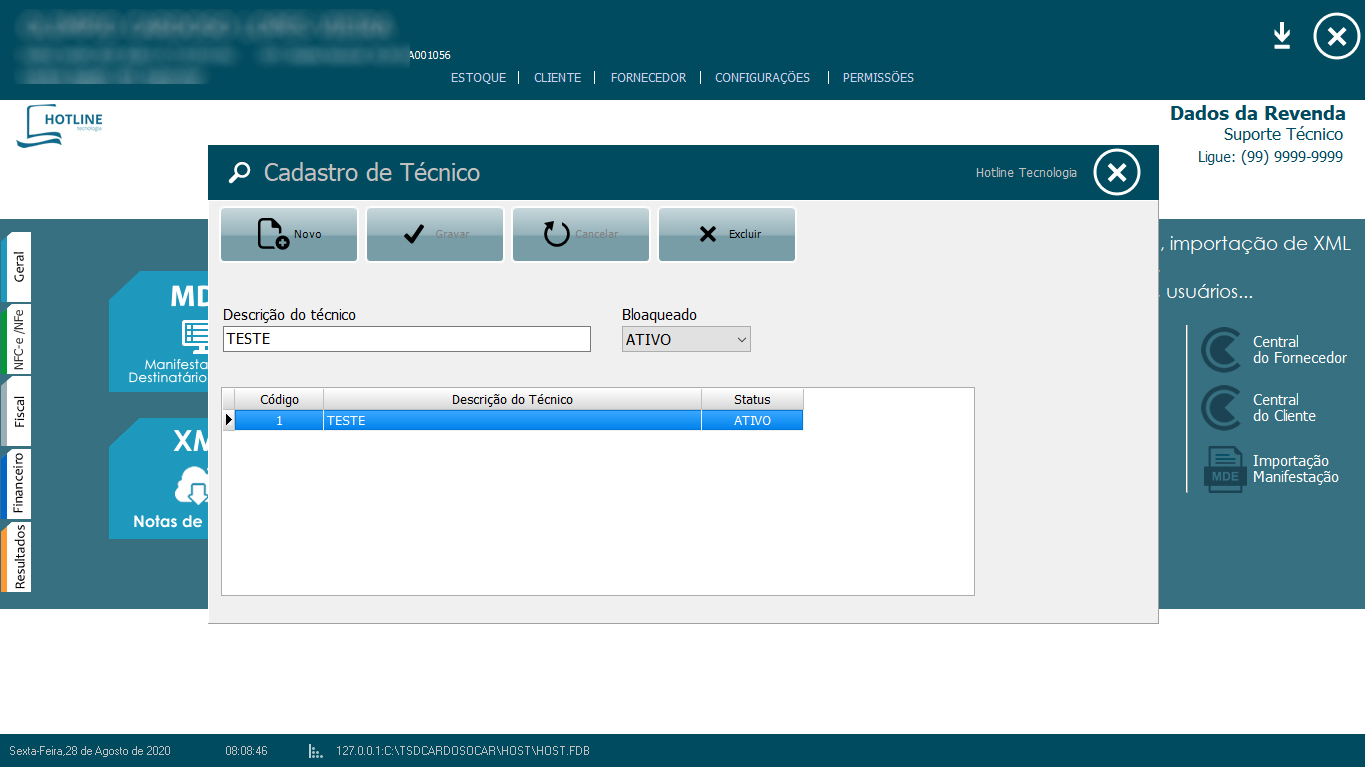 A001056
ESTOQUE | CLIENTE | FORNECEDOR | CONFIGURAÇÕES | PERMISSÕES
HOTLINE
tecnologia
Dados da Revenda
Suporte Técnico
Ligue: (99) 9999-9999
Cadastro de Técnico
Hotline Tecnologia
Novo
Gravar
Cancelar
Excluir
Descrição do técnico
Bloaqueado
TESTE
ATIVO
Código Descrição do Técnico Status
1 TESTE ATIVO
Geral
NFC-e /NFe
Fiscal
Financeiro
Resultados
MD
Manifesta
Destinatário
XM
Notas de
, importação de XML
usuários...
Central
do Fornecedor
Central
do Cliente
MDE
Importação
Manifestação
Sexta-Feira,28 de Agosto de 2020 08:08:46 127.0.0.1:C:\TSDCARDOSOCAR\HOST\HOST.FDB